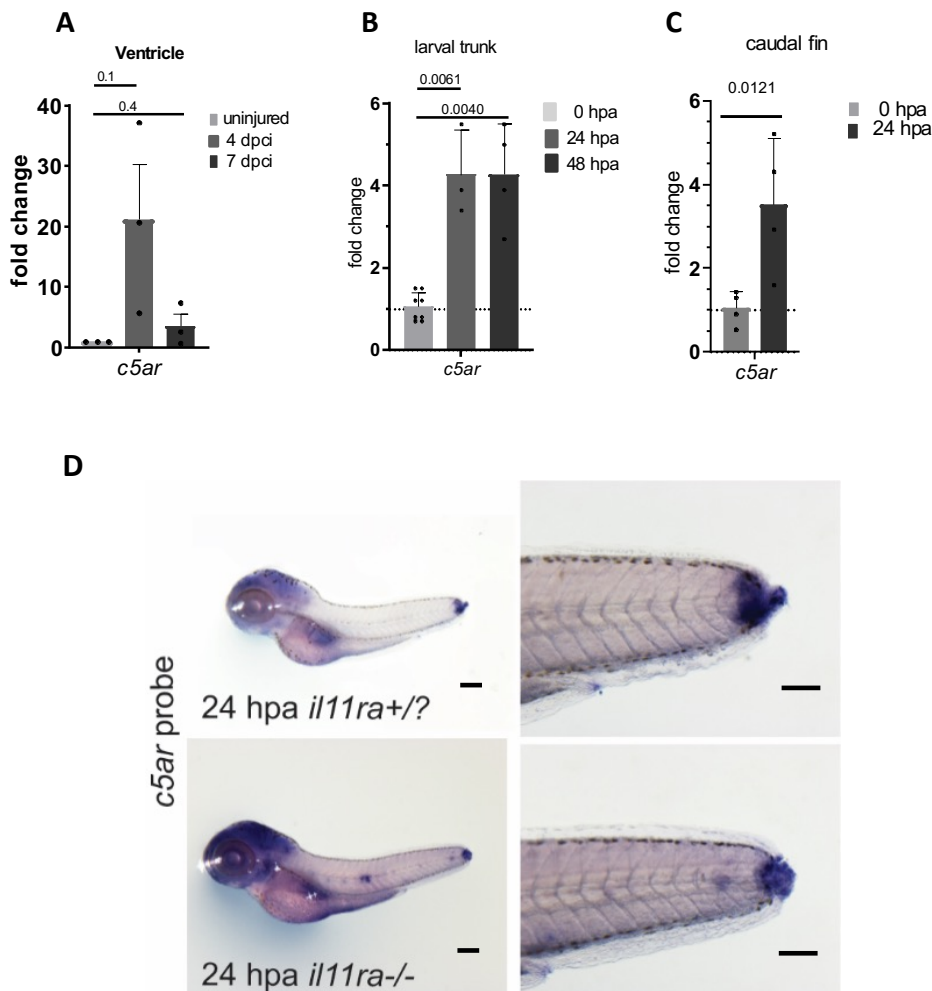 A
Ventricle
0.1
0.4
40
30
20
10
0
fold change
c5ar
uninjured
4 dpci
7 dpci
B
larval trunk
0.0061
0.0040
6
4
2
0
fold change
c5ar
0 hpa
24 hpa
48 hpa
C
caudal fin
0.0121
6
4
2
0
fold change
c5ar
0 hpa
24 hpa
D
c5ar probe
24 hpa il11ra+/?
24 hpa il11ra-/-